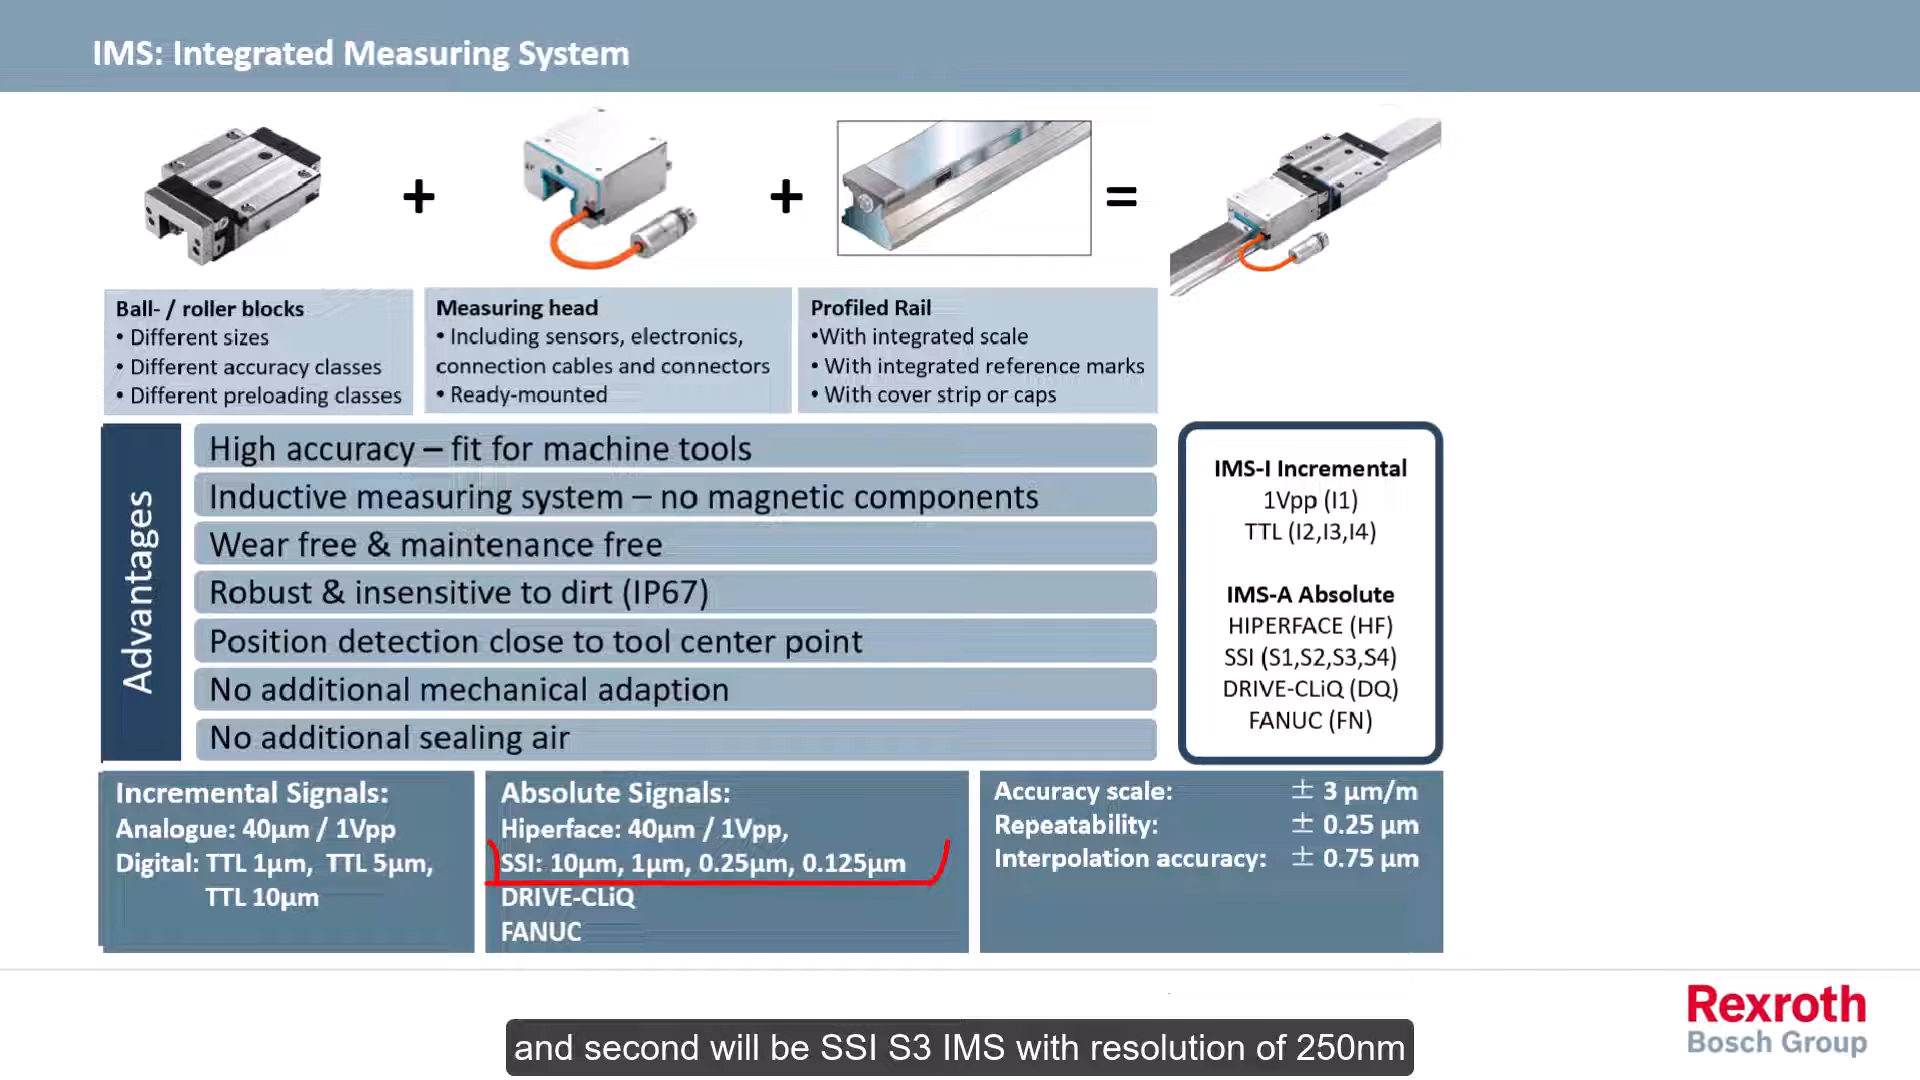 IMS: Integrated Measuring System
+ + =
Ball- / roller blocks
• Different sizes
• Different accuracy classes
• Different preloading classes
Measuring head
• Including sensors, electronics,
connection cables and connectors
• Ready-mounted
Profiled Rail
•With integrated scale
• With integrated reference marks
• With cover strip or caps
Advantages
High accuracy – fit for machine tools
Inductive measuring system – no magnetic components
Wear free & maintenance free
Robust & insensitive to dirt (IP67)
Position detection close to tool center point
No additional mechanical adaption
No additional sealing air
IMS-I Incremental
1Vpp (I1)
TTL (I2,I3,I4)
IMS-A Absolute
HIPERFACE (HF)
SSI (S1,S2,S3,S4)
DRIVE-CLiQ (DQ)
FANUC (FN)
Incremental Signals:
Analogue: 40µm / 1Vpp
Digital: TTL 1µm, TTL 5µm,
TTL 10µm
Absolute Signals:
Hiperface: 40µm / 1Vpp,
SSI: 10µm, 1µm, 0.25µm, 0.125µm
DRIVE-CLiQ
FANUC
Accuracy scale: ± 3 µm/m
Repeatability: ± 0.25 µm
Interpolation accuracy: ± 0.75 µm
Rexroth
Bosch Group
and second will be SSI S3 IMS with resolution of 250nm